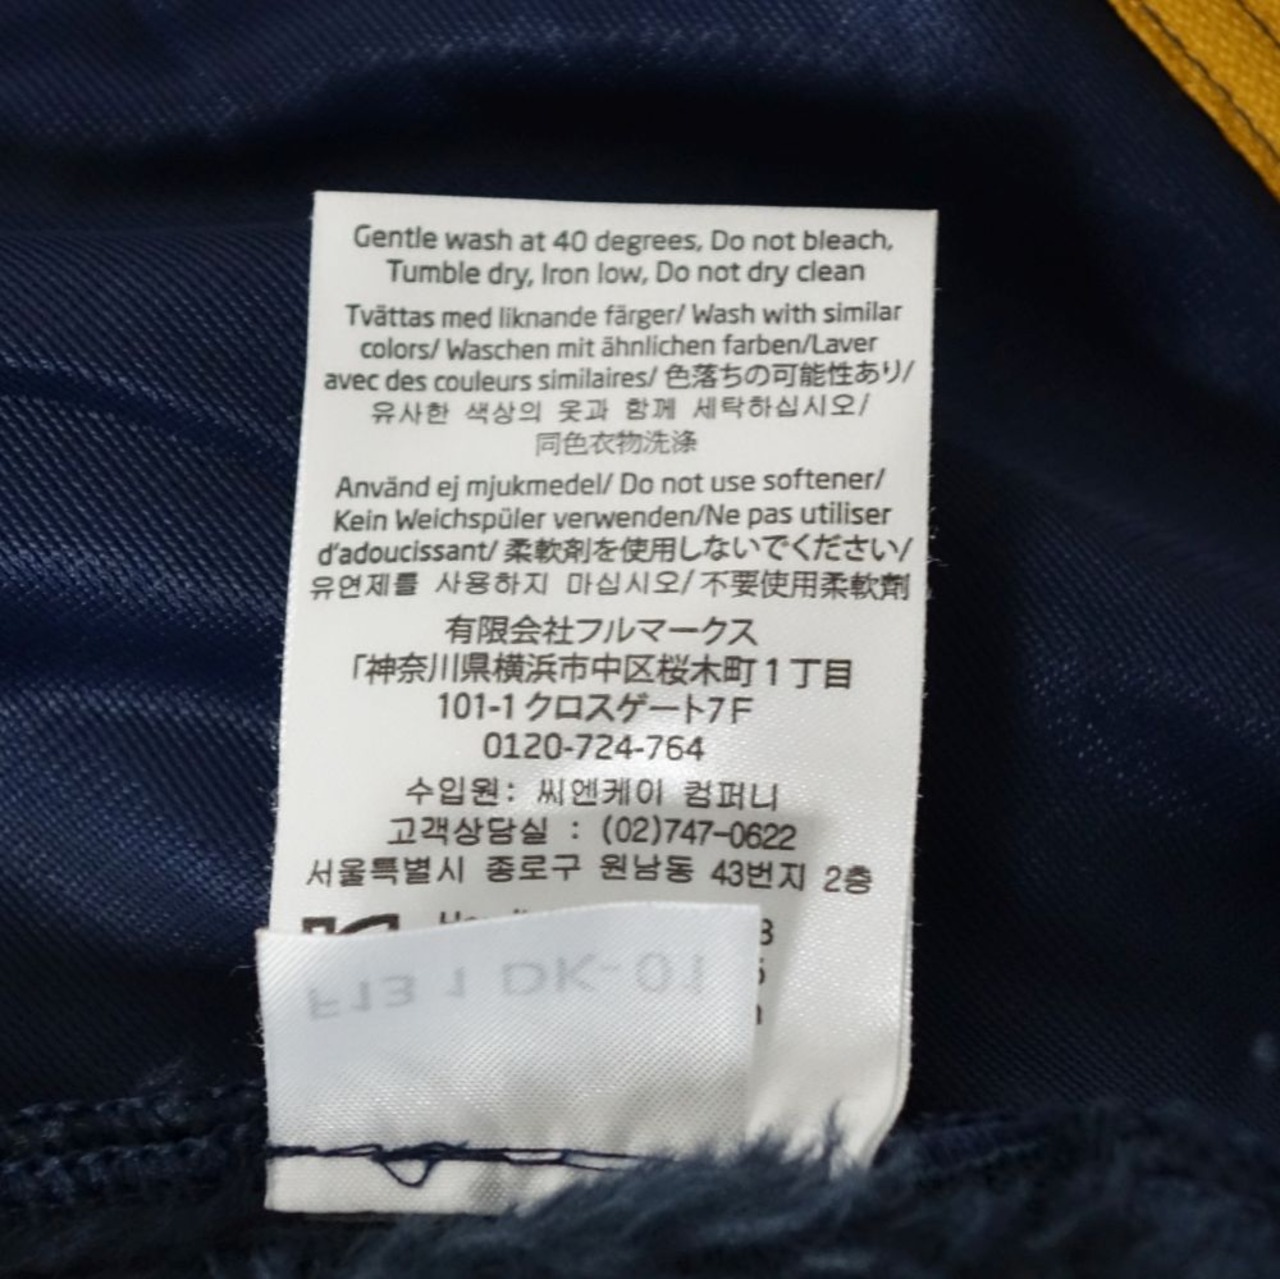 Gentle wash at 40 degrees, Do not bleach,
Tumble dry, Iron low, Do not dry clean
Tvättas med liknande färger/ Wash with similar
colors/ Waschen mit ähnlichen farben/Laver
avec des couleurs similaires/ 色落ちの可能性あり/
유사한 색상의 옷과 함께 세탁하십시오/
同色衣物洗涤
Använd ej mjukmedel/ Do not use softener/
Kein Weichspüler verwenden/Ne pas utiliser
d'adoucissant/ 柔軟剤を使用しないでください/
유연제를 사용하지 마십시오/ 不要使用柔軟劑
有限会社フルマークス
「神奈川県横浜市中区桜木町1丁目
101-1クロスゲート7F
0120-724-764
수입원: 씨엔케이 컴퍼니
고객상담실 : (02)747-0622
서울특별시 종로구 원남동 43번지 2층
F13 1 DK-01